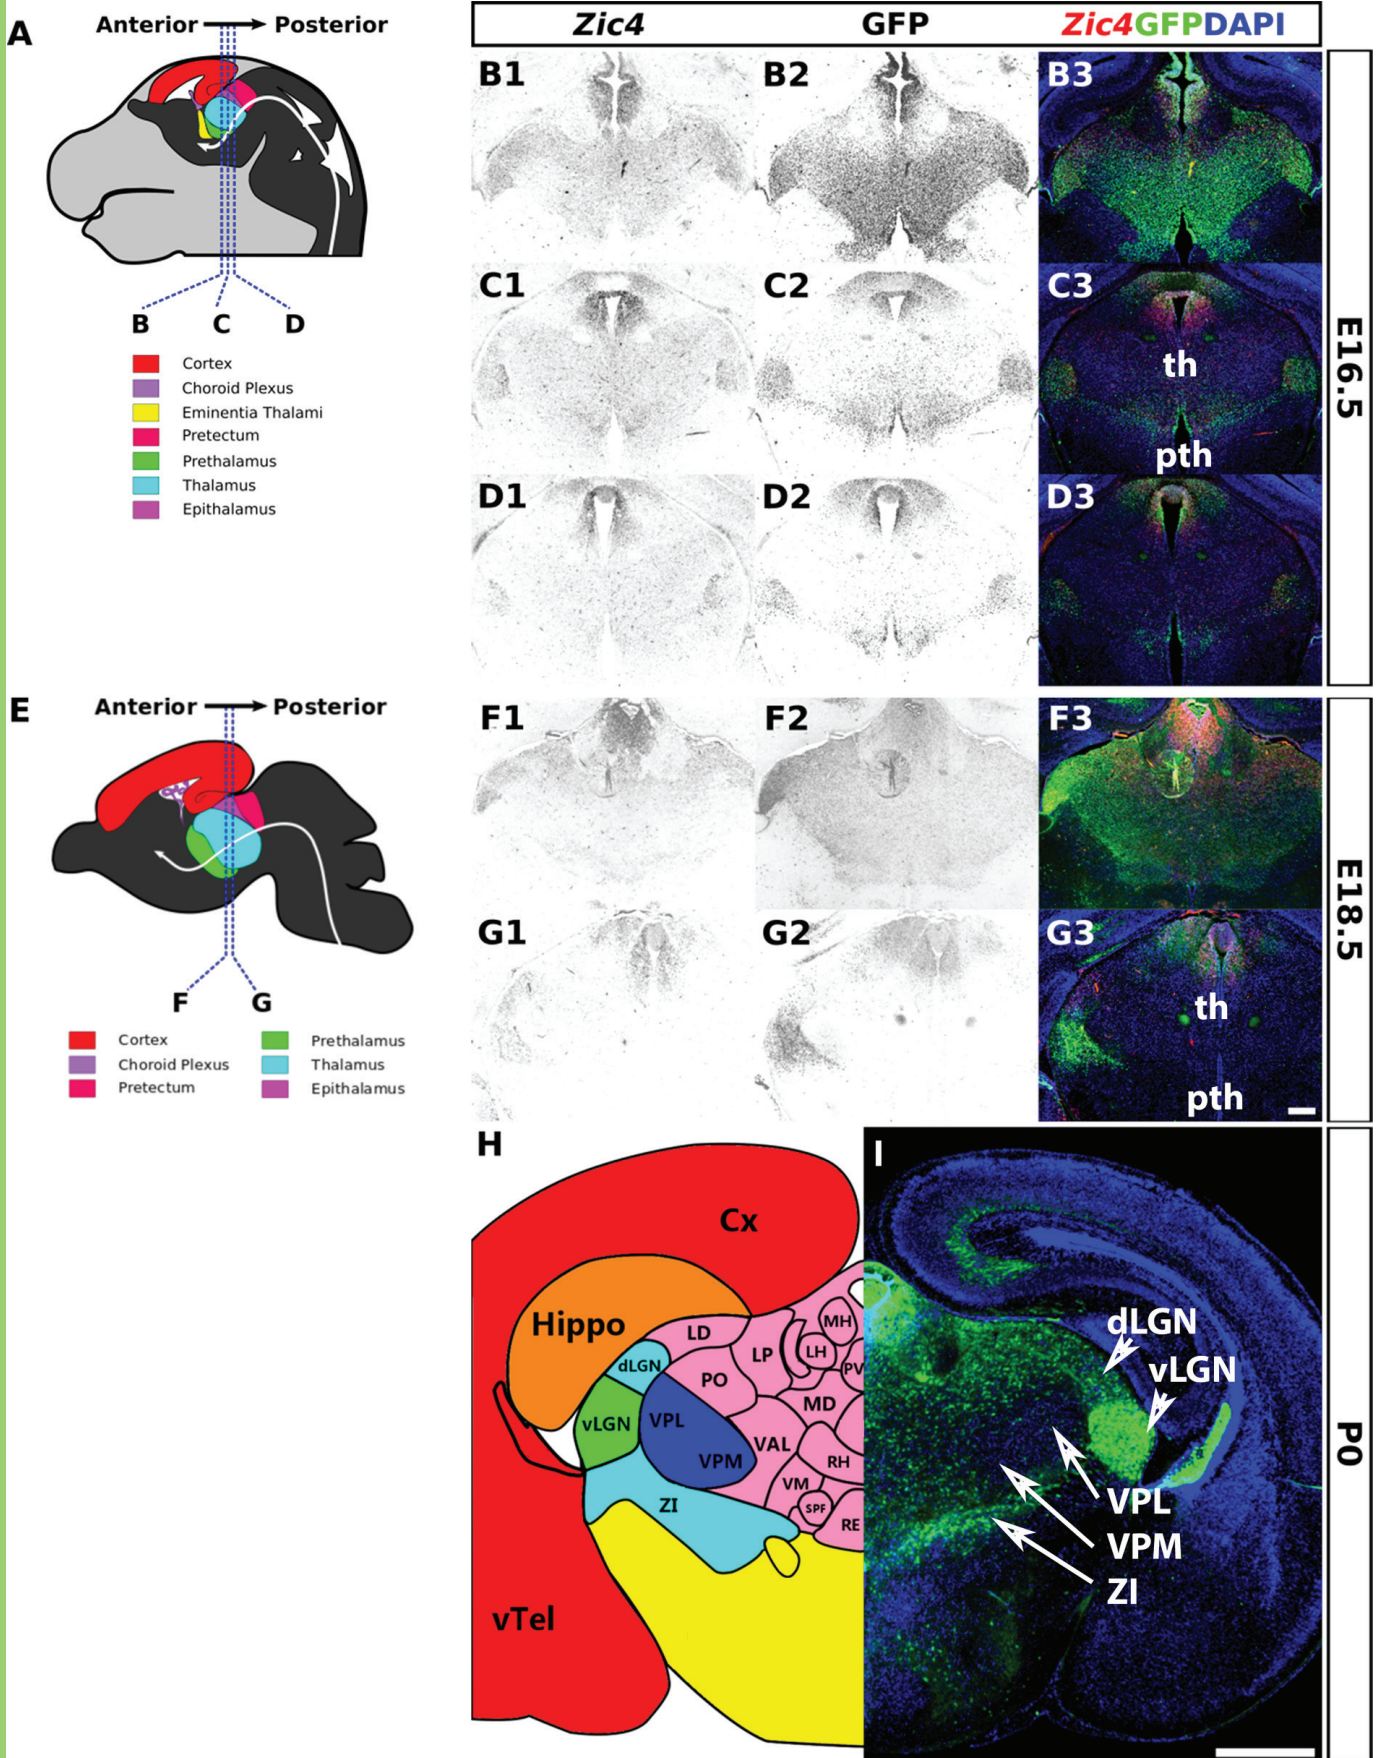 A
Anterior
Posterior
B
C
D
Cortex
Choroid Plexus
Eminentia Thalami
Pretectum
Prethalamus
Thalamus
Epithalamus
Zic4
GFP
Zic4GFPDAPI
B1
B2
B3
C1
C2
C3
th
pth
D1
D2
D3
E16.5
E
Anterior
Posterior
F
G
Cortex
Choroid Plexus
Pretectum
Prethalamus
Thalamus
Epithalamus
F1
F2
F3
G1
G2
G3
th
pth
E18.5
H
Cx
Hippo
LD
MH
LP
LH
dLGN
PV
PO
MD
vLGN
VPL
VAL
VPM
RH
VM
ZI
SPF
RE
vTel
I
dLGN
vLGN
VPL
VPM
ZI
P0